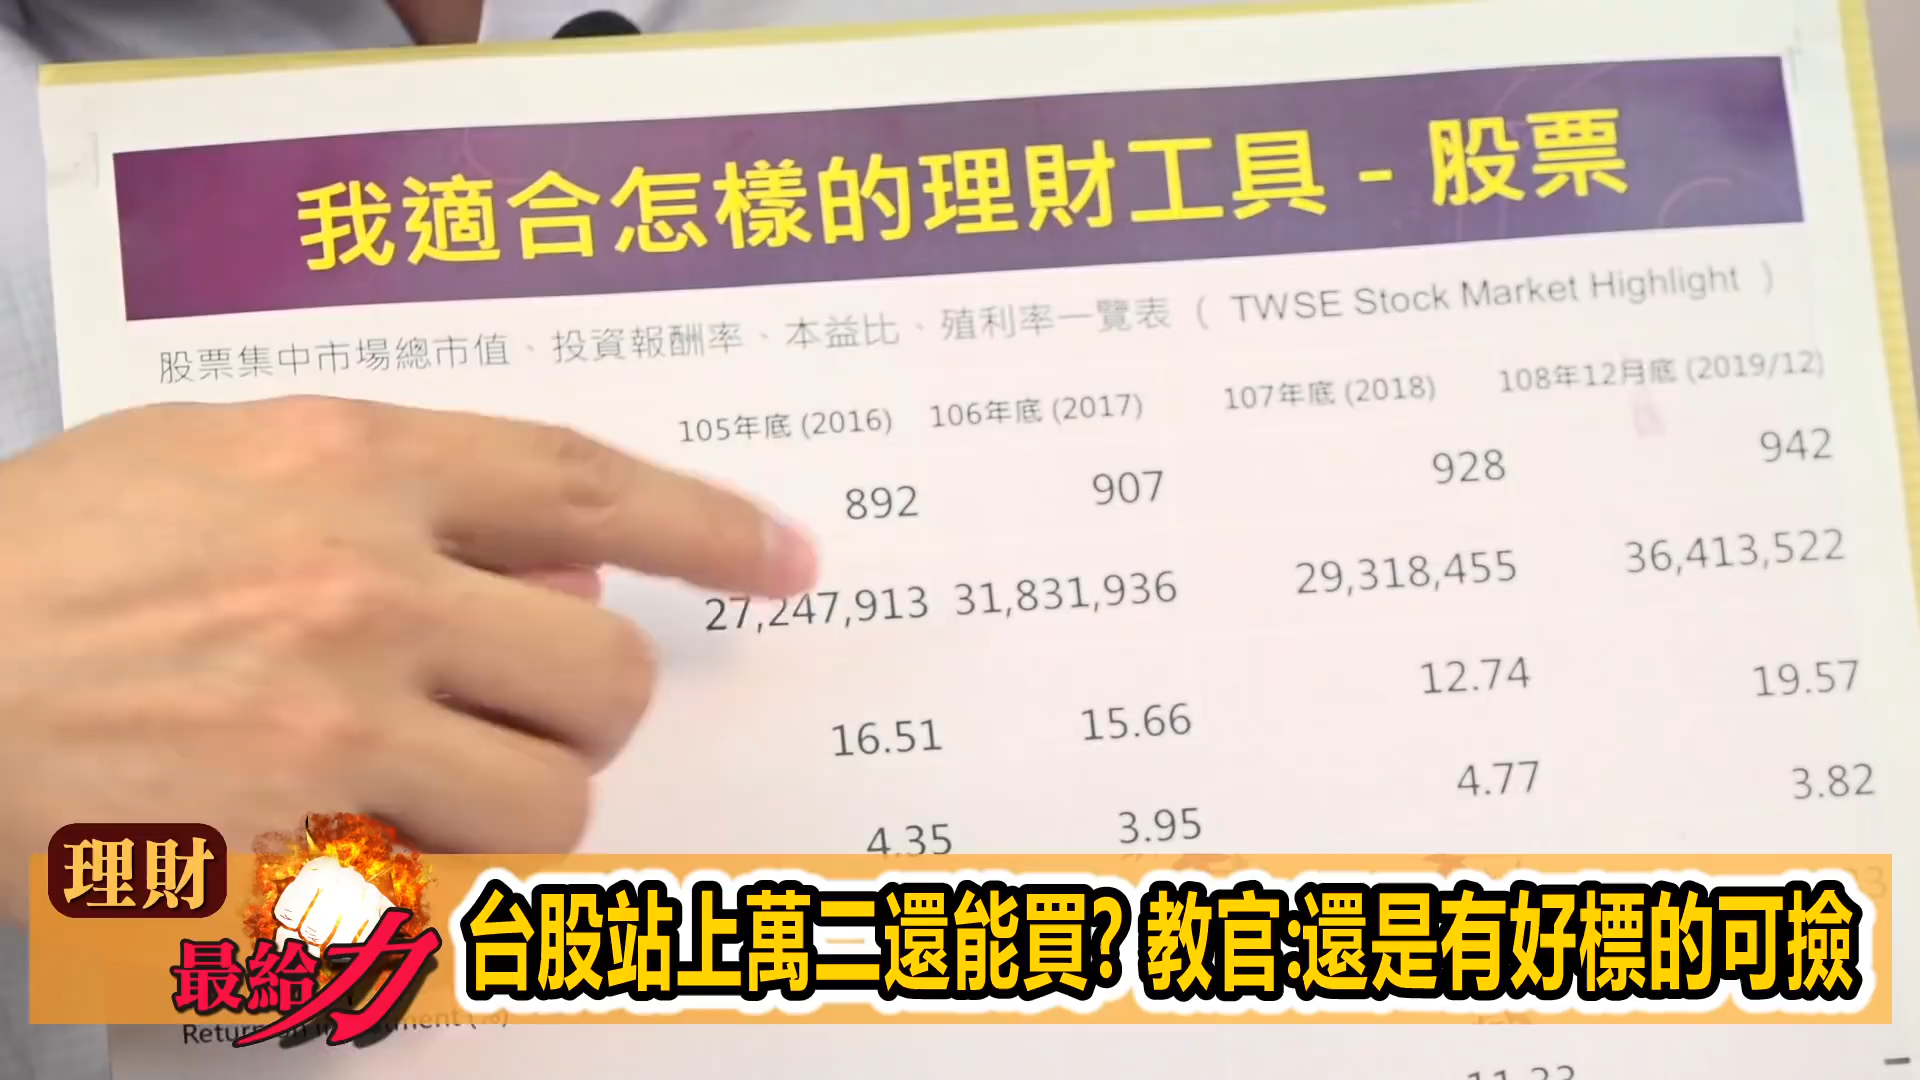 我適合怎樣的理財工具 - 股票
股票集中市場總市值、投資報酬率、本益比、殖利率一覽表 ( TWSE Stock Market Highlight )
105年底 (2016) 106年底 (2017) 107年底 (2018) 108年12月底 (2019/12)
892 907 928 942
27,247,913 31,831,936 29,318,455 36,413,522
16.51 15.66 12.74 19.57
4.35 3.95 4.77 3.82
理財
最給力
台股站上萬二還能買? 教官:還是有好標的可撿